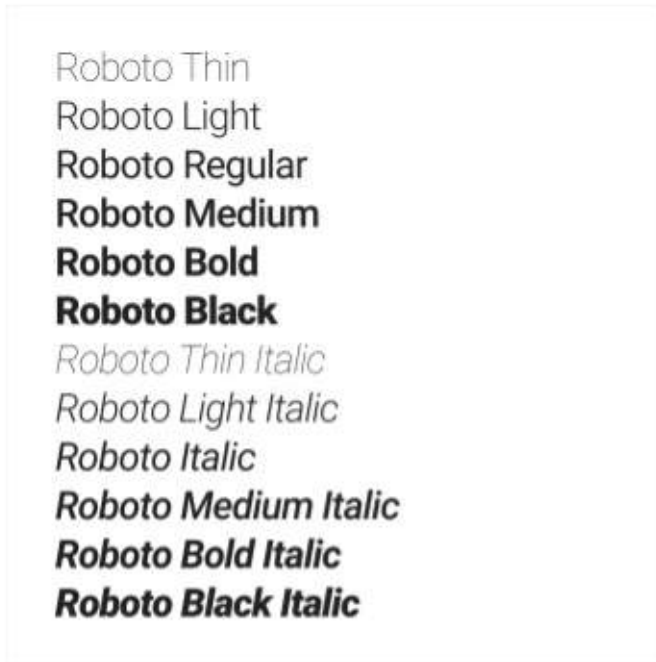 Roboto Thin
Roboto Light
Roboto Regular
Roboto Medium
Roboto Bold
Roboto Black
Roboto Thin Italic
Roboto Light Italic
Roboto Italic
Roboto Medium Italic
Roboto Bold Italic
Roboto Black Italic